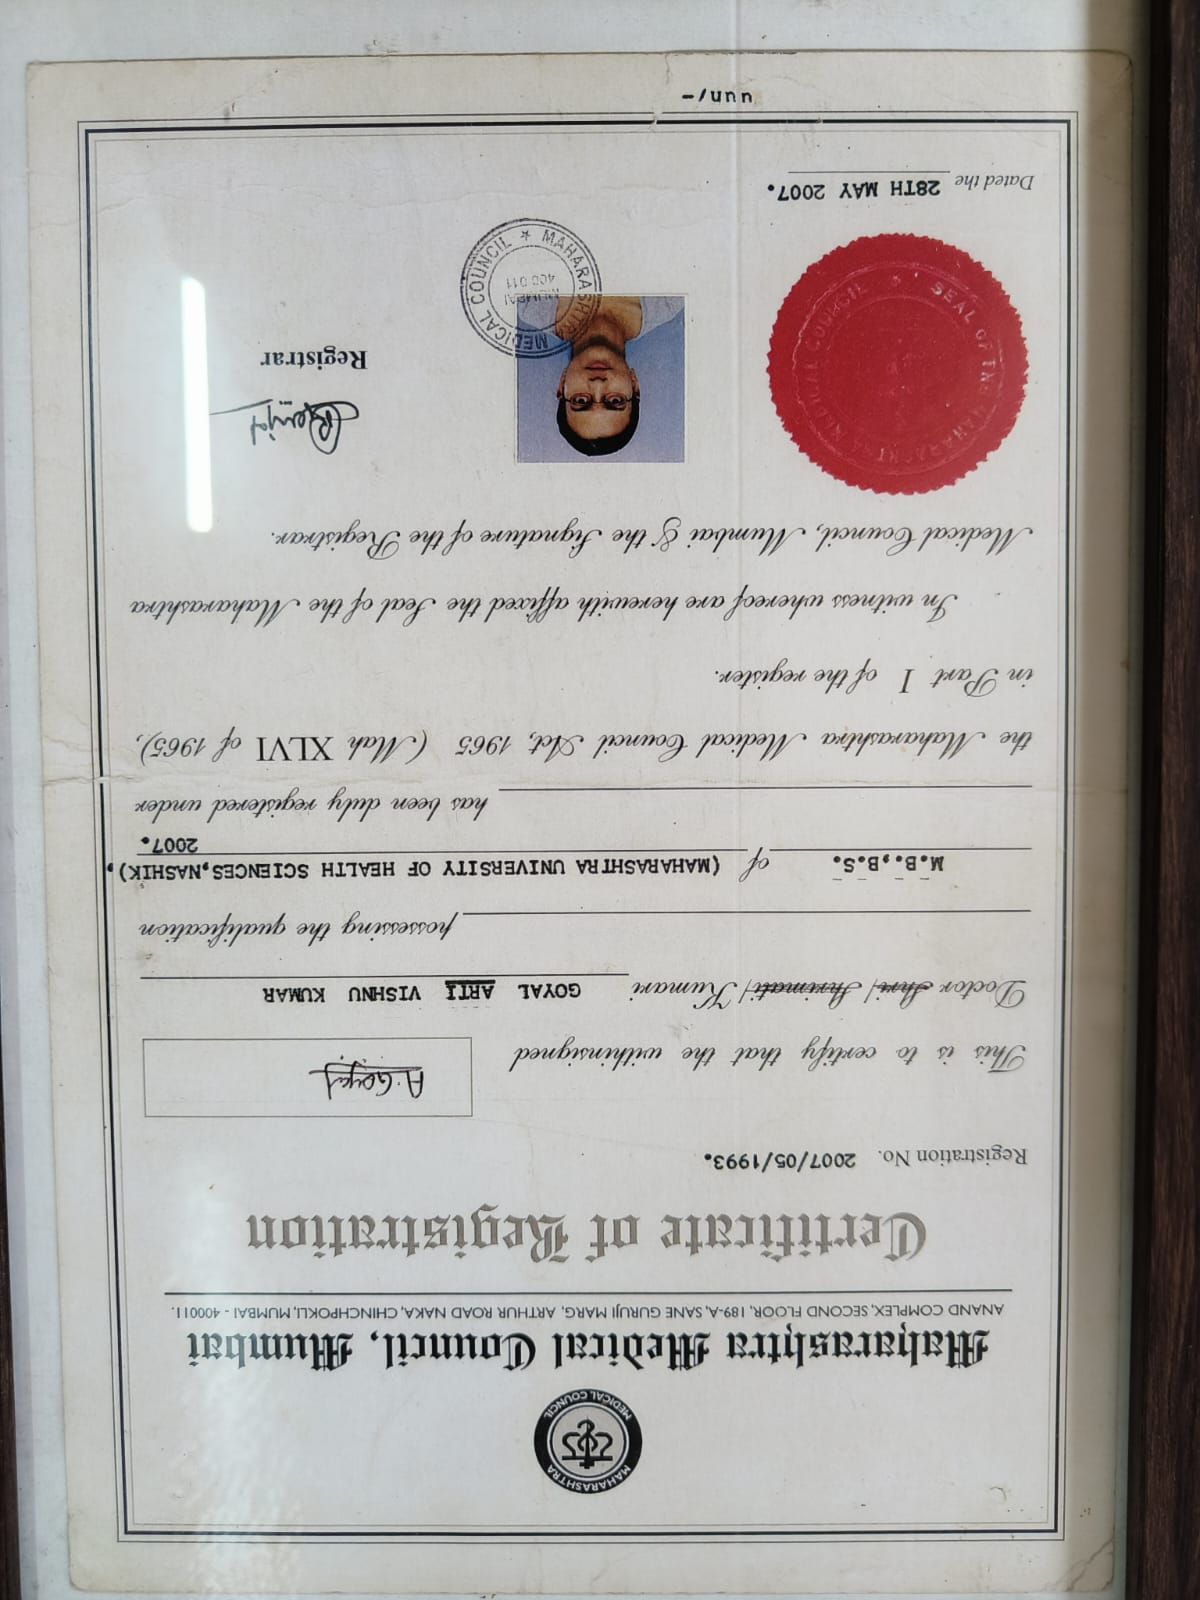 MAHARASHTRA
MEDICAL COUNCIL
Maharashtra Medical Council, Mumbai
ANAND COMPLEX, SECOND FLOOR, 189-A, SANE GURUJI MARG, ARTHUR ROAD NAKA, CHINCHPOKLI, MUMBAI - 400011.
Certificate of Registration
Registration No. 2007/05/1993.
This is to certify that the withinsigned
A. Goyal
Doctor Shri/ Shrimati/ Kumari GOYAL ARTI VISHNU KUMAR
possessing the qualification
M.B.,B.S. of (MAHARASHTRA UNIVERSITY OF HEALTH SCIENCES,NASHIK),
2007.
has been duly registered under
the Maharashtra Medical Council Act, 1965 (Mah XLVI of 1965),
in Part I of the register.
In witness whereof are herewith affixed the Seal of the Maharashtra
Medical Council, Mumbai & the Signature of the Registrar.
SEAL OF THE MAHARASHTRA MEDICAL COUNCIL
MAHARASHTRA MEDICAL COUNCIL
MUMBAI
400 011
Registrar
Dated the 28TH MAY 2007.
unn/-